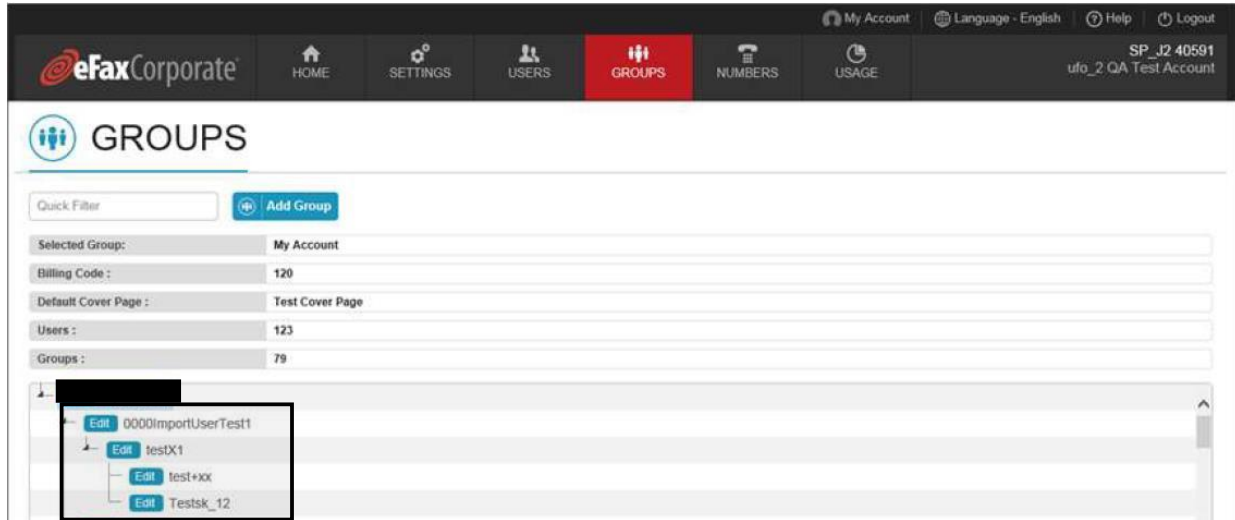 My Account Language - English Help Logout
eFax Corporate HOME SETTINGS USERS GROUPS NUMBERS USAGE SP_J2 40591
ufo_2 QA Test Account
GROUPS
Quick Filter Add Group
Selected Group: My Account
Billing Code : 120
Default Cover Page : Test Cover Page
Users : 123
Groups : 79
Edit 0000ImportUserTest1
Edit testX1
Edit test+xx
Edit Testsk_12